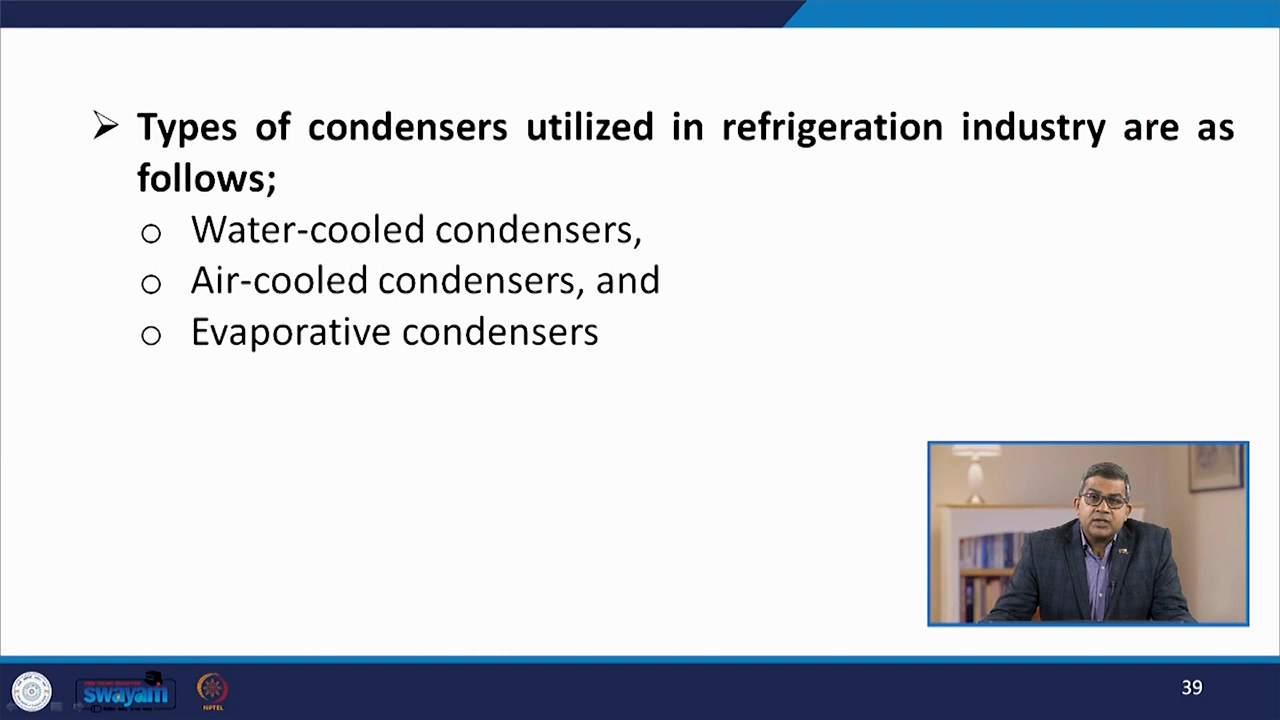 Types of condensers utilized in refrigeration industry are as
follows;
Water-cooled condensers,
Air-cooled condensers, and
Evaporative condensers
swayam
NPTEL
39